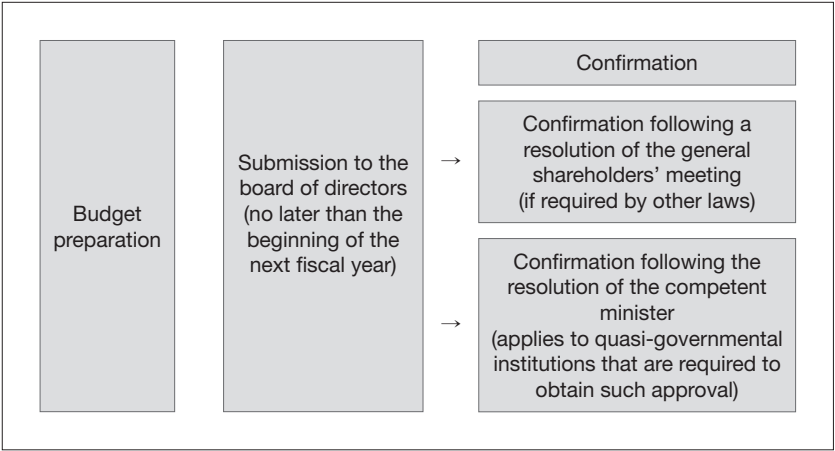 Budget
preparation
Submission to the
board of directors
(no later than the
beginning of the
next fiscal year)
→
→
Confirmation
Confirmation following a
resolution of the general
shareholders’ meeting
(if required by other laws)
Confirmation following the
resolution of the competent
minister
(applies to quasi-governmental
institutions that are required to
obtain such approval)